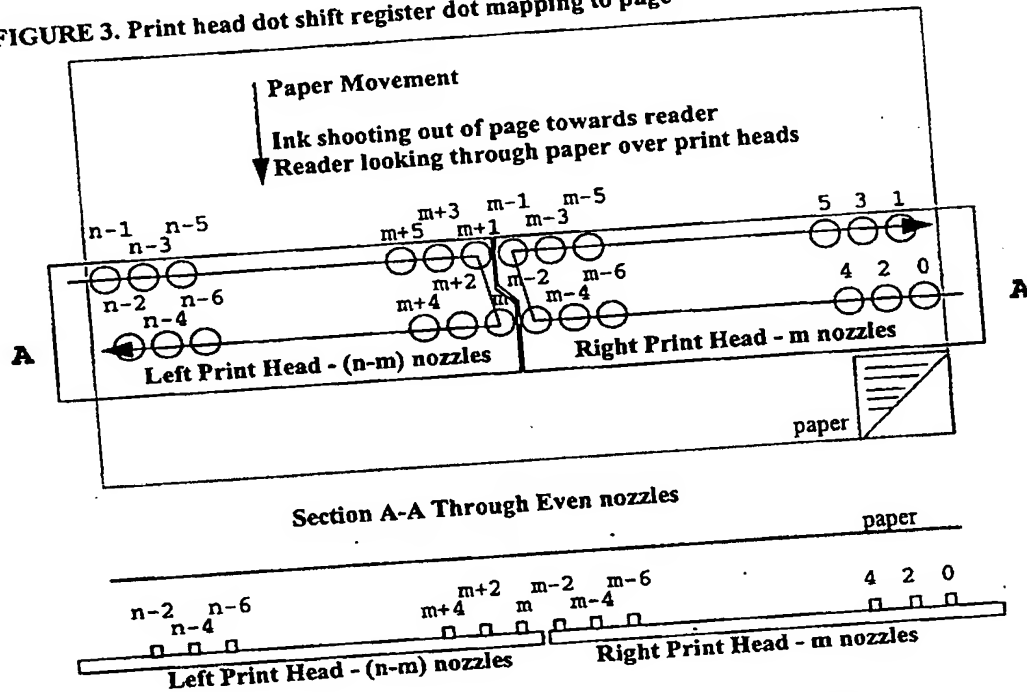 FIGURE 3. Print head dot shift register dot mapping to page
Paper Movement
Ink shooting out of page towards reader
Reader looking through paper over print heads
n-1 n-3 n-5 m+5 m+3 m+1 m-1 m-3 m-5 5 3 1
n-2 n-4 n-6 m+4 m+2 m m-2 m-4 m-6 4 2 0
A A
Left Print Head - (n-m) nozzles Right Print Head - m nozzles
paper
Section A-A Through Even nozzles
paper
n-2 n-4 n-6 m+4 m+2 m m-2 m-4 m-6 4 2 0
Left Print Head - (n-m) nozzles Right Print Head - m nozzles